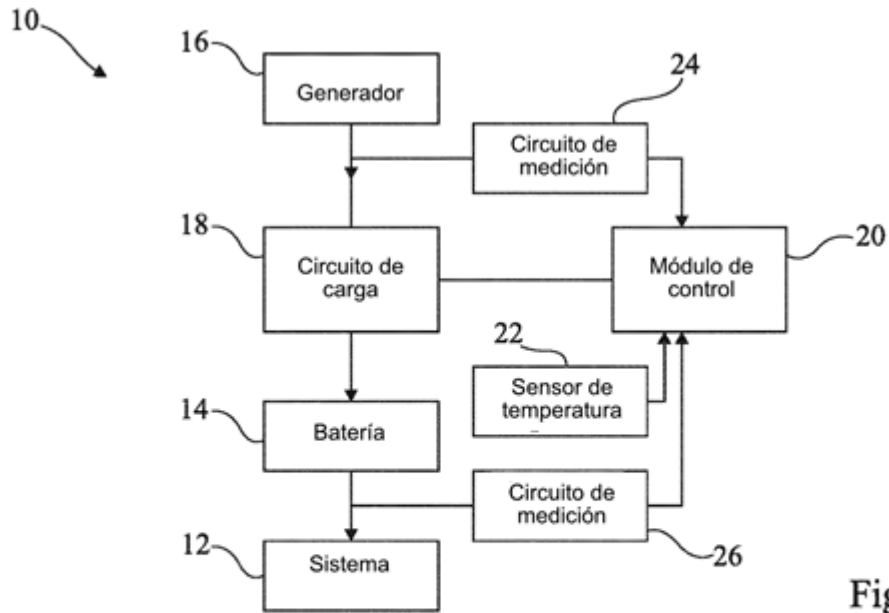 10
16
Generador
24
Circuito de
medición
18
Circuito de
carga
20
Módulo de
control
22
Sensor de
temperatura
14
Batería
Circuito de
medición
26
12
Sistema
Fig